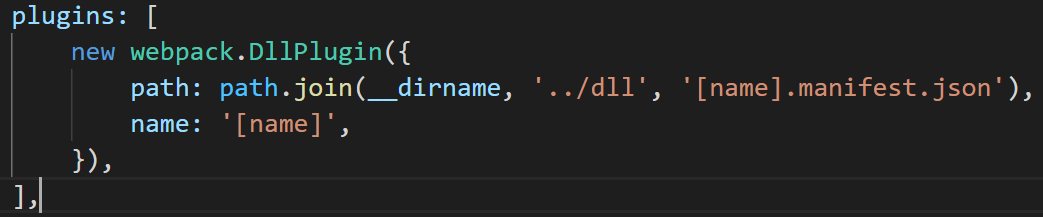 plugins: [
    new webpack.DllPlugin({
        path: path.join(__dirname, '../dll', '[name].manifest.json'),
        name: '[name]',
    }),
],